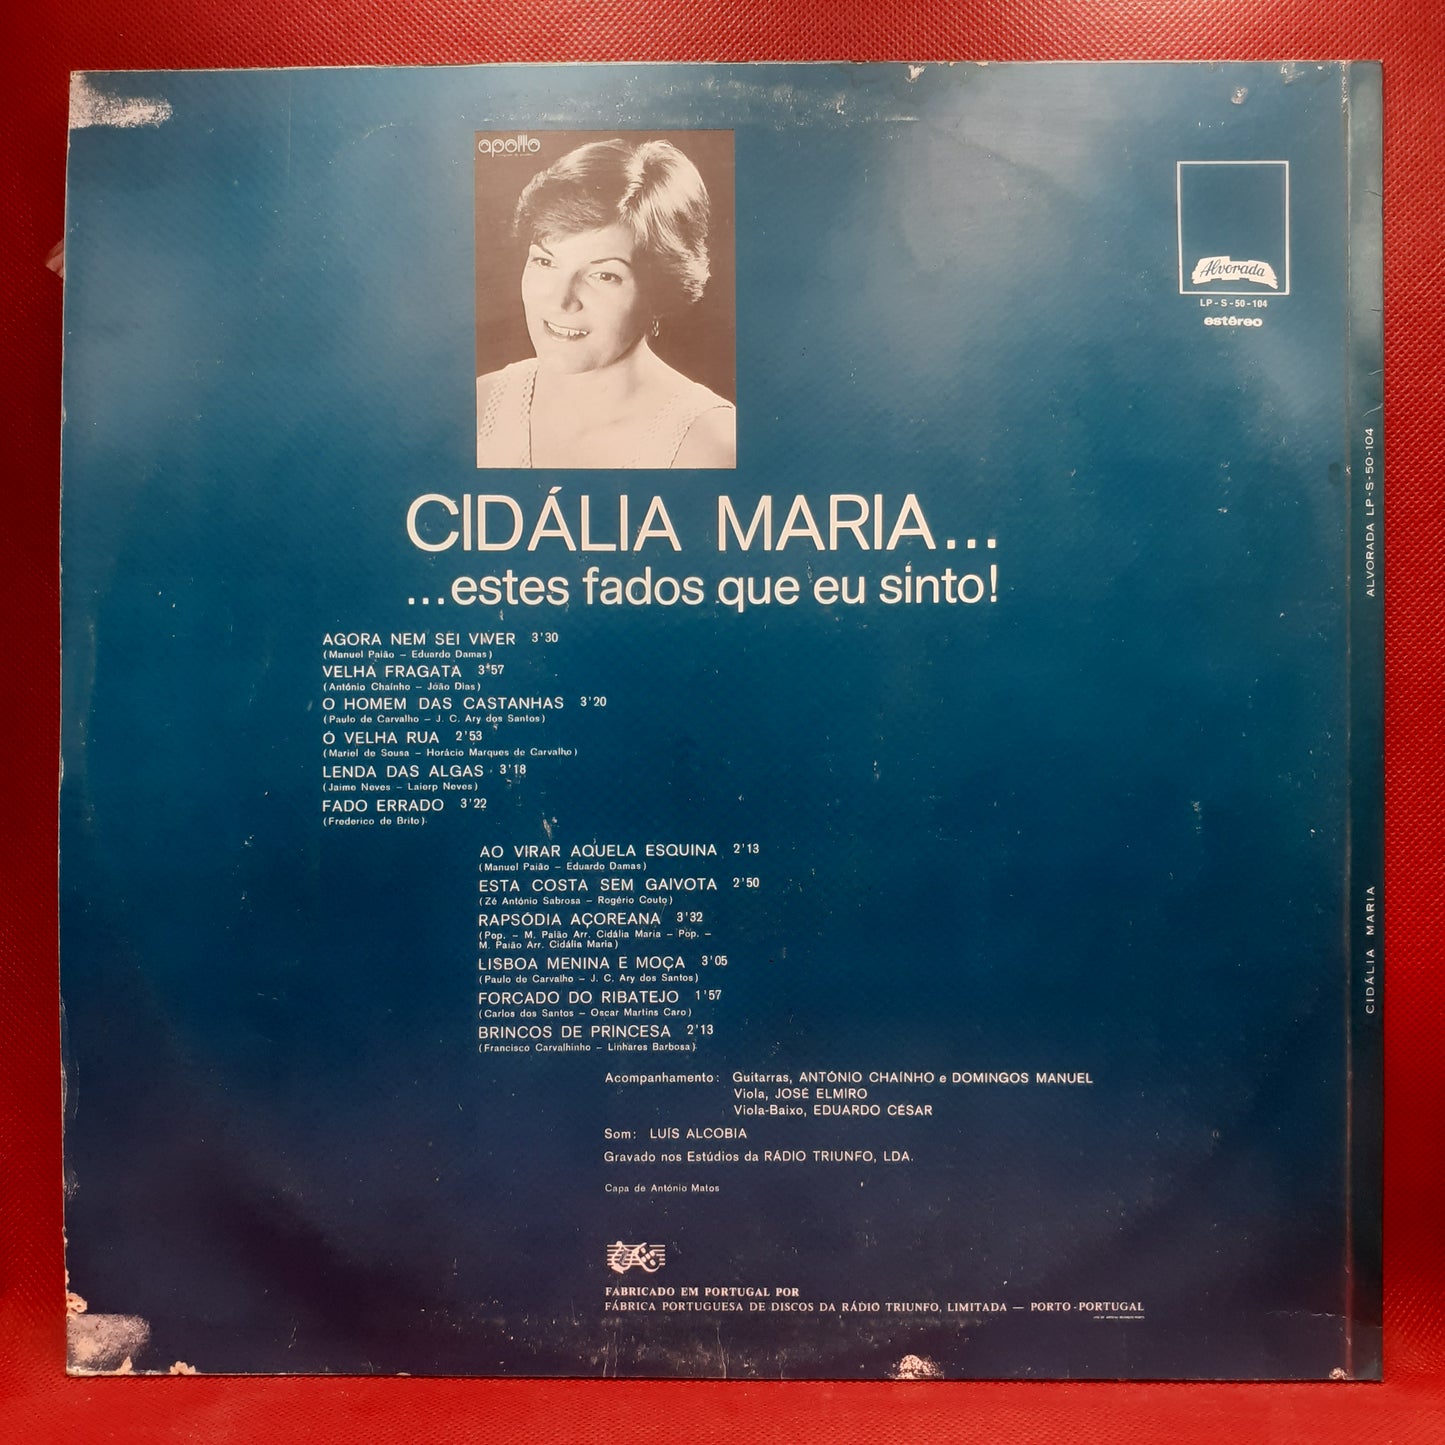 apollo
Alvorada
LP-S-50-104
estéreo
CIDÁLIA MARIA...
...estes fados que eu sinto!
AGORA NEM SEI VIVER 3'30
(Manuel Paião – Eduardo Damas)
VELHA FRAGATA 3'57
(António Chaínho – João Dias)
O HOMEM DAS CASTANHAS 3'20
(Paulo de Carvalho – J. C. Ary dos Santos)
Ó VELHA RUA 2'53
(Mariel de Sousa – Horácio Marques de Carvalho)
LENDA DAS ALGAS 3'18
(Jaime Neves – Laierp Neves)
FADO ERRADO 3'22
(Frederico de Brito)
AO VIRAR AQUELA ESQUINA 2'13
(Manuel Paião – Eduardo Damas)
ESTA COSTA SEM GAIVOTA 2'50
(Zé António Sabrosa – Rogério Couto)
RAPSÓDIA AÇOREANA 3'32
(Pop. – M. Paião Arr. Cidália Maria – Pop. –
M. Paião Arr. Cidália Maria)
LISBOA MENINA E MOÇA 3'05
(Paulo de Carvalho – J. C. Ary dos Santos)
FORCADO DO RIBATEJO 1'57
(Carlos dos Santos – Oscar Martins Caro)
BRINCOS DE PRINCESA 2'13
(Francisco Carvalhinho – Linhares Barbosa)
Acompanhamento: Guitarras, ANTÓNIO CHAÍNHO e DOMINGOS MANUEL
Viola, JOSÉ ELMIRO
Viola-Baixo, EDUARDO CÉSAR
Som: LUÍS ALCOBIA
Gravado nos Estúdios da RÁDIO TRIUNFO, LDA.
Capa de António Matos
FABRICADO EM PORTUGAL POR
FÁBRICA PORTUGUESA DE DISCOS DA RÁDIO TRIUNFO, LIMITADA — PORTO-PORTUGAL
ALVORADA LP-S-50-104
CIDÁLIA MARIA